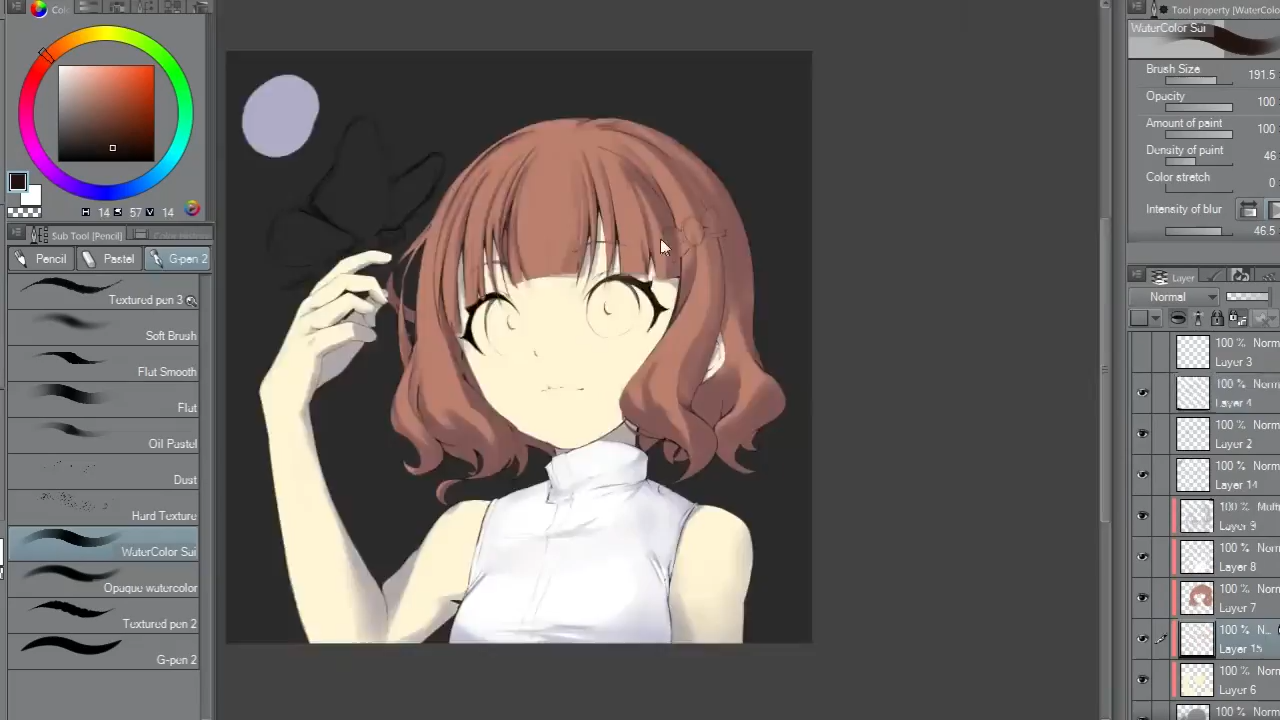 Tool property [WaterColo
WaterColor Sui
Brush Size
191.5
Opacity
100
Amount of paint
100
Density of paint
46
Color stretch
0
Intensity of blur
46.5
H 14 S 57 V 14
Sub Tool [Pencil]
Pencil
Pastel
G-pen 2
Textured pen 3
Soft Brush
Flat Smooth
Flat
Oil Pastel
Dust
Hard Texture
WaterColor Sui
Opaque watercolor
Textured pen 2
G-pen 2
Layer
Normal
100 % Norm
Layer 3
100 % Norm
Layer 4
100 % Norm
Layer 2
100 % Norm
Layer 14
100 % Mult
Layer 9
100 % Norm
Layer 8
100 % Norm
Layer 7
100 % N...
Layer 15
100 % Norm
Layer 6
100 % Norm